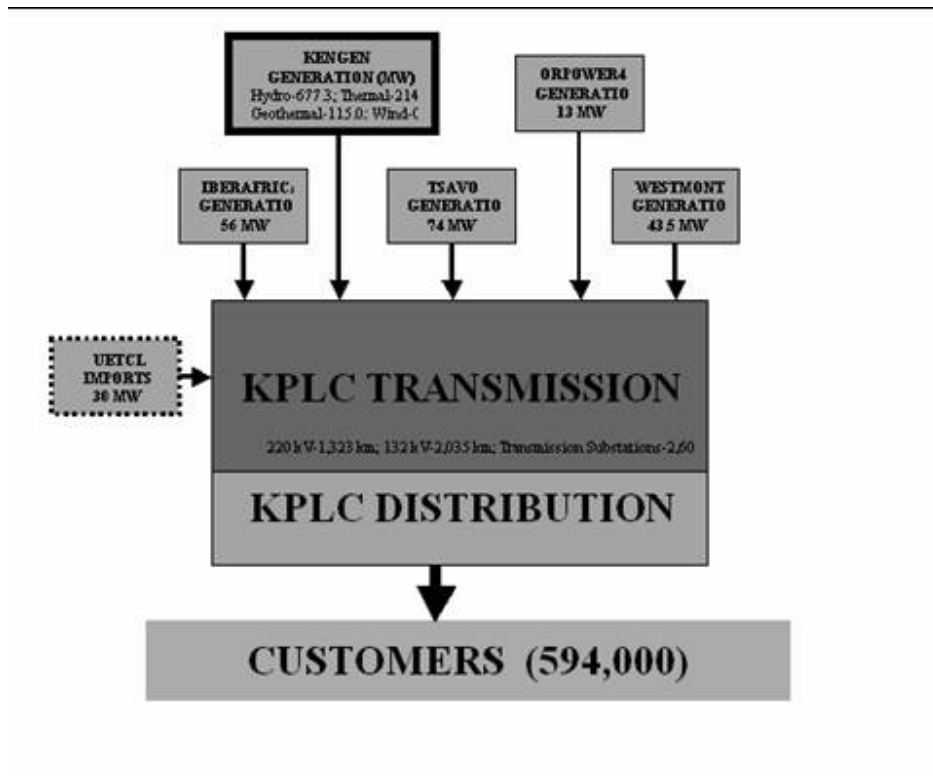 KENGEN
GENERATION (MW)
Hydro-677.3; Thermal-214
Geothermal-115.0; Wind-0
ORPOWER4
GENERATIO
13 MW
IBERAFRIC
GENERATIO
56 MW
TSAVO
GENERATIO
74 MW
WESTMONT
GENERATIO
43.5 MW
UETCL
IMPORTS
30 MW
KPLC TRANSMISSION
220 kV-1,323 km; 132 kV-2,035 km; Transmission Substations-2,60
KPLC DISTRIBUTION
CUSTOMERS (594,000)